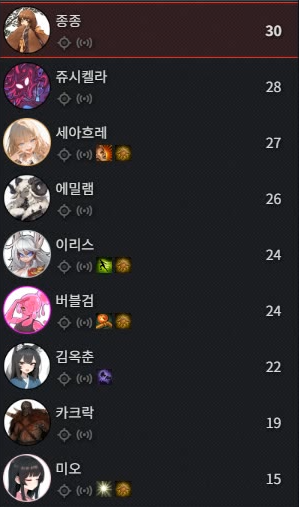 종종 30
쥬시켈라 28
세아흐레 27
에밀램 26
이리스 24
버블검 24
김옥춘 22
카크락 19
미오 15